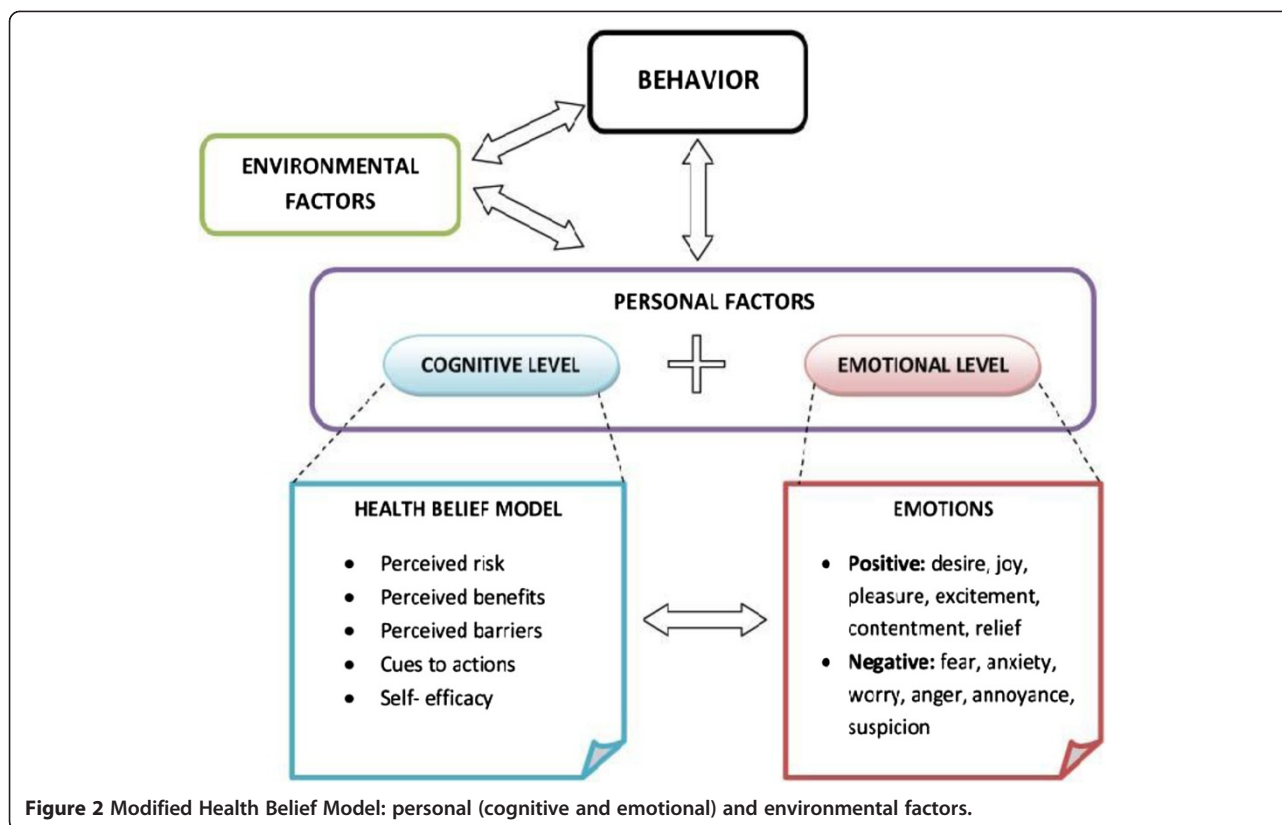 BEHAVIOR
ENVIRONMENTAL
FACTORS
PERSONAL FACTORS
COGNITIVE LEVEL
EMOTIONAL LEVEL
HEALTH BELIEF MODEL
• Perceived risk
• Perceived benefits
• Perceived barriers
• Cues to actions
• Self- efficacy
EMOTIONS
• Positive: desire, joy,
pleasure, excitement,
contentment, relief
• Negative: fear, anxiety,
worry, anger, annoyance,
suspicion
Figure 2 Modified Health Belief Model: personal (cognitive and emotional) and environmental factors.